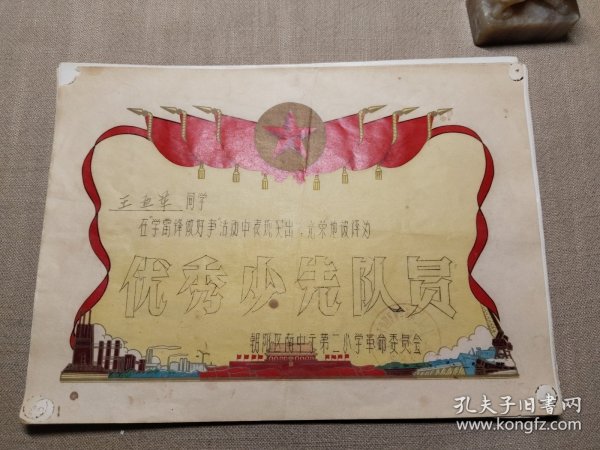 王亚苹 同学
在"学雷锋做好事"活动中表现突出，光荣地被评为
优秀少先队员
朝阳区南中元第二小学革命委员会
孔夫子旧书网
www.kongfz.com